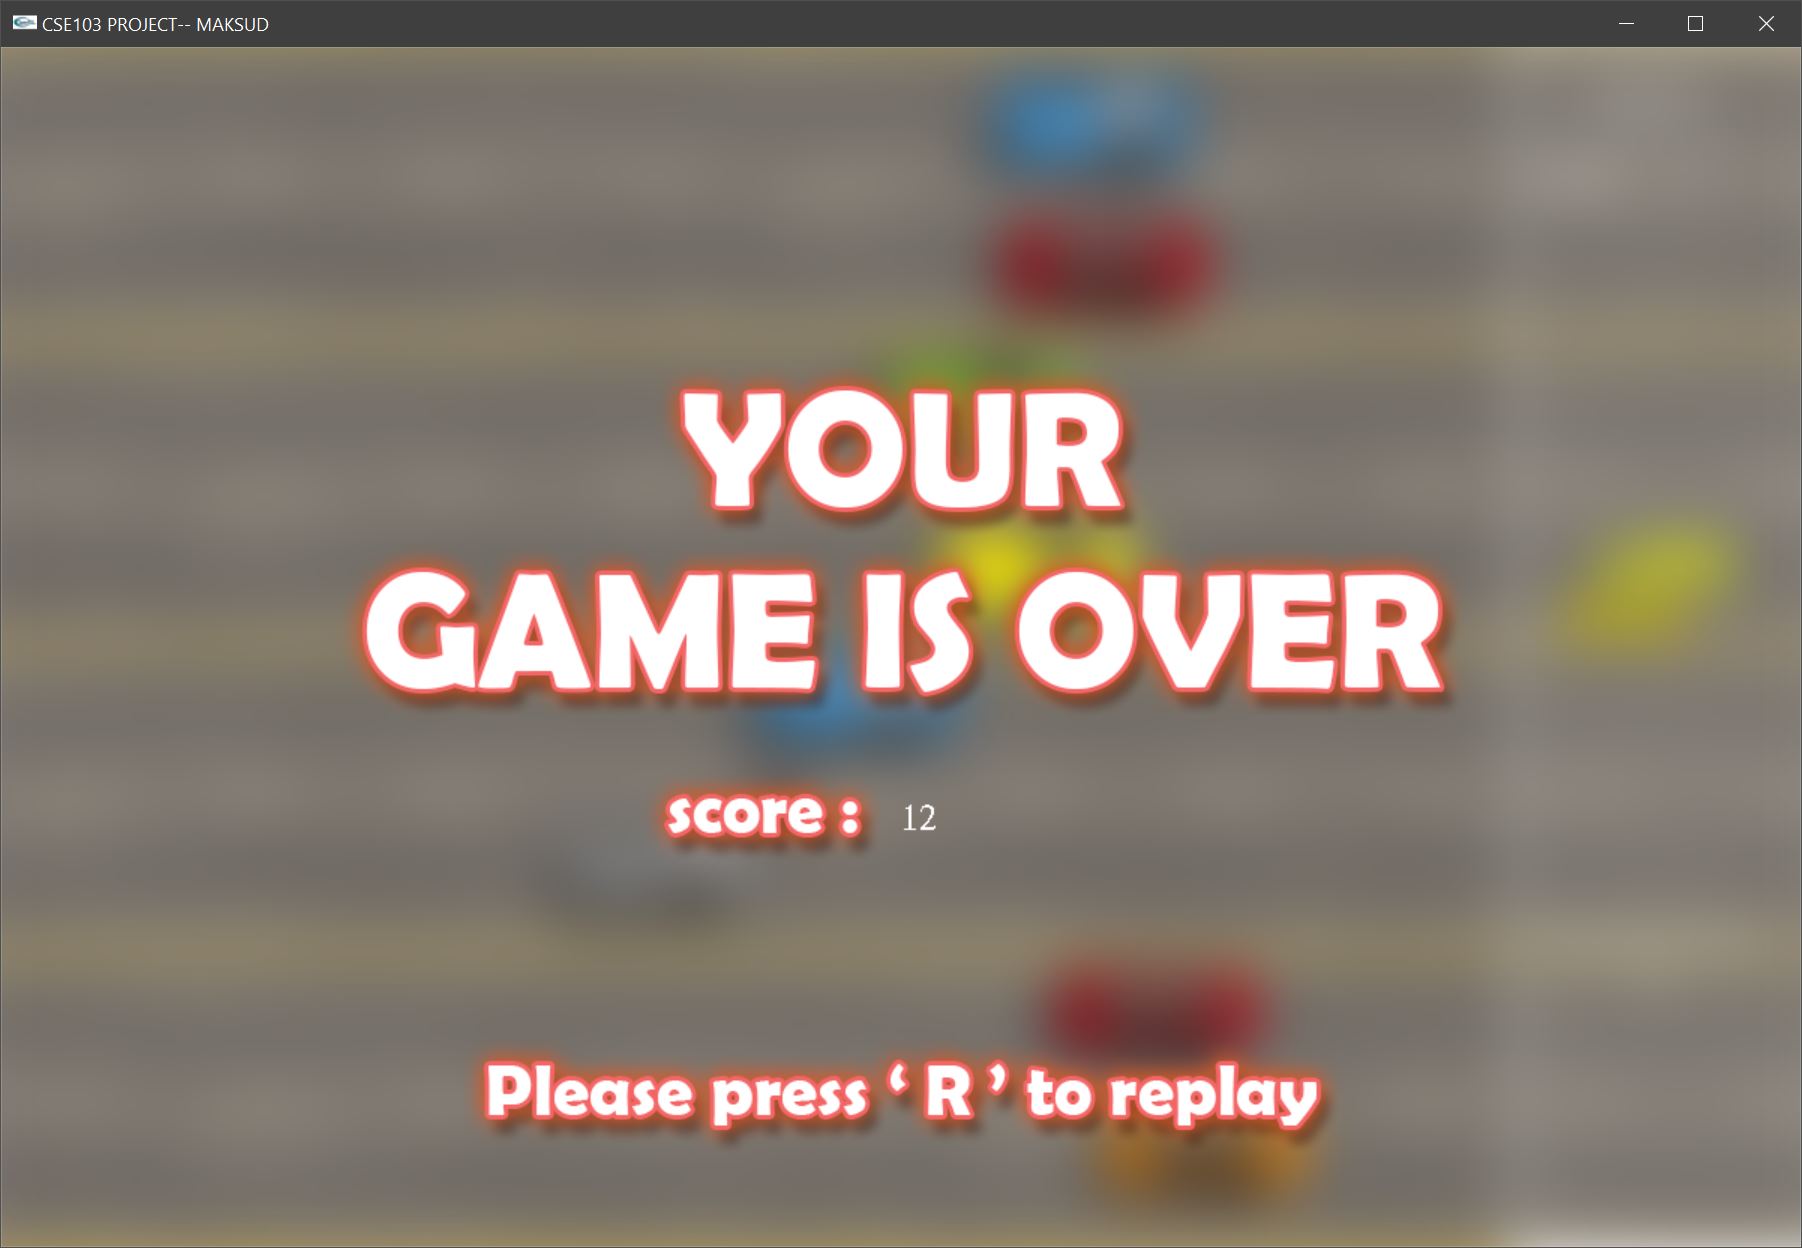 CSE103 PROJECT-- MAKSUD
YOUR
GAME IS OVER
score : 12
Please press ‘ R ’ to replay